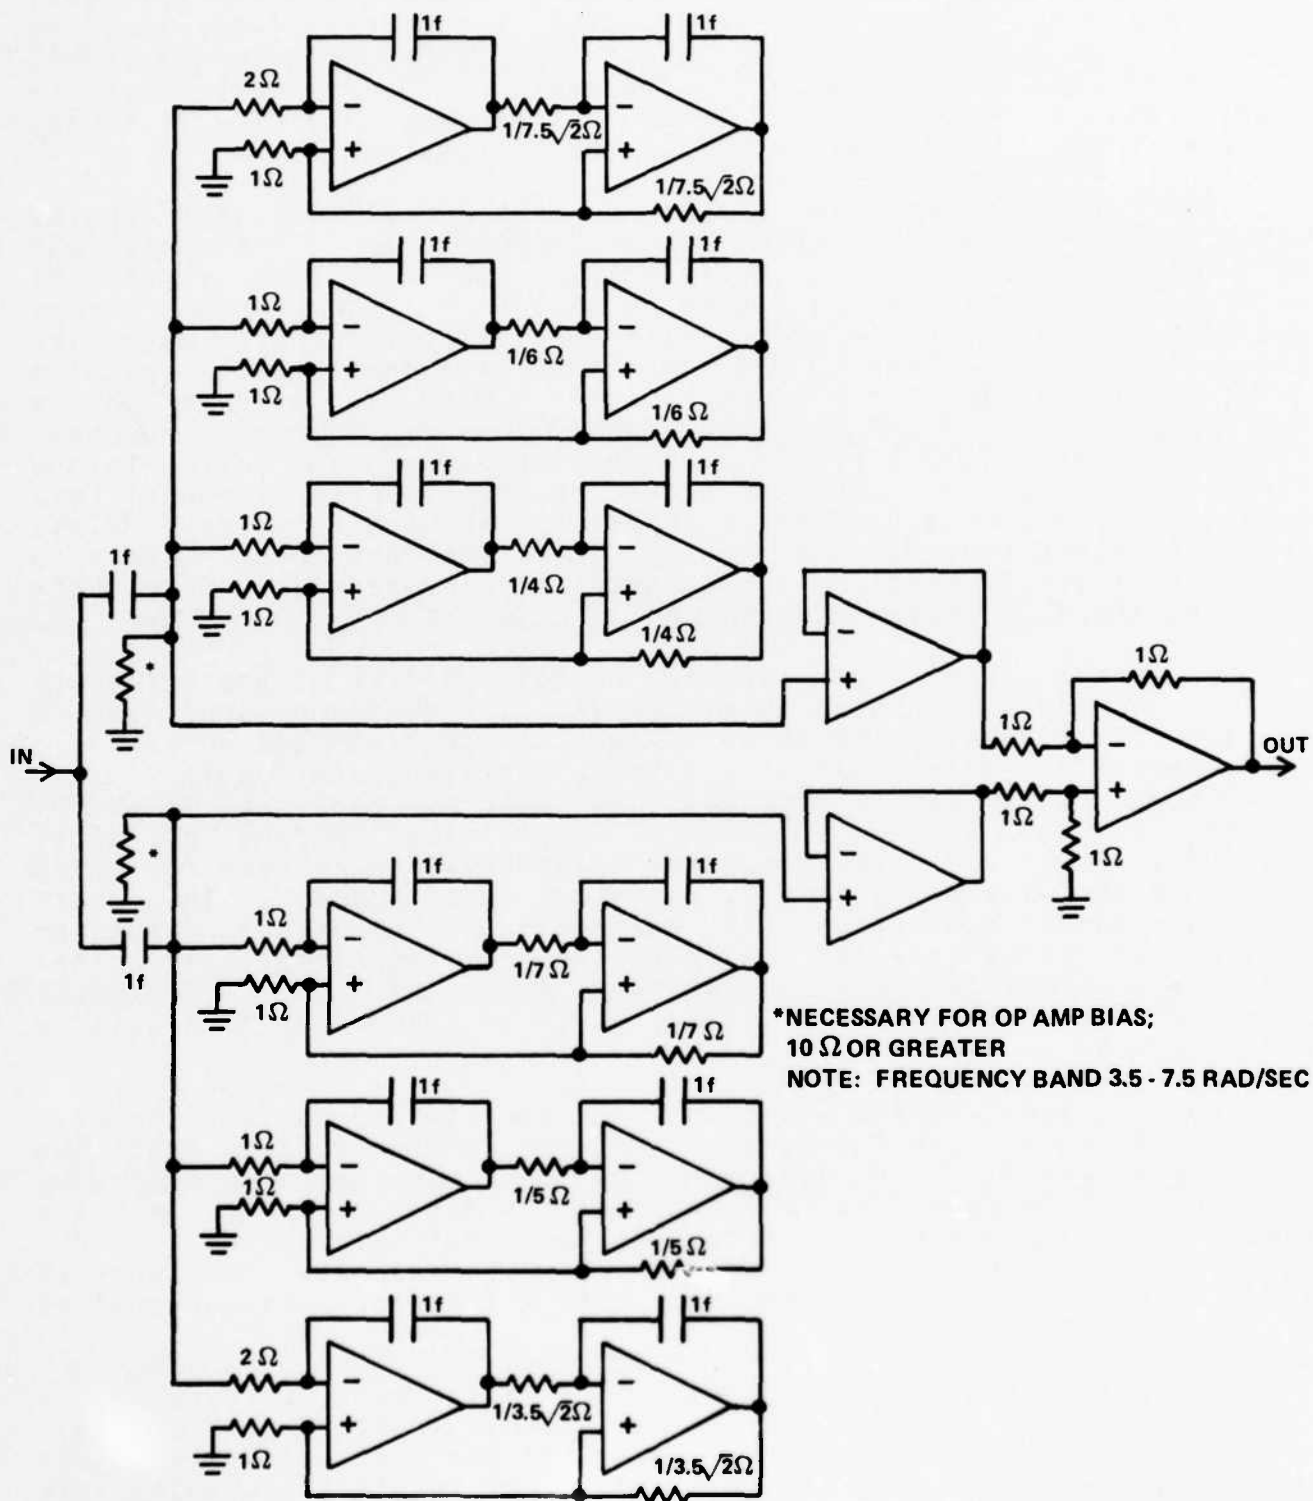 1f
1f
2Ω
−
−
1/7.5√2Ω
+
+
1Ω
1/7.5√2Ω
1f
1f
1Ω
−
−
1/6 Ω
+
+
1Ω
1/6 Ω
1f
1f
1Ω
−
−
1f
1/4 Ω
+
+
1Ω
1/4 Ω
−
*
1Ω
+
1Ω
IN
−
OUT
+
1Ω
*
−
1Ω
1f
1f
+
1Ω
−
−
1f
1/7 Ω
+
+
1Ω
*NECESSARY FOR OP AMP BIAS;
1/7 Ω
10 Ω OR GREATER
NOTE: FREQUENCY BAND 3.5 - 7.5 RAD/SEC
1f
1f
1Ω
−
−
1Ω
1/5 Ω
+
+
1/5 Ω
1f
1f
2Ω
−
−
1/3.5√2Ω
+
+
1Ω
1/3.5√2Ω